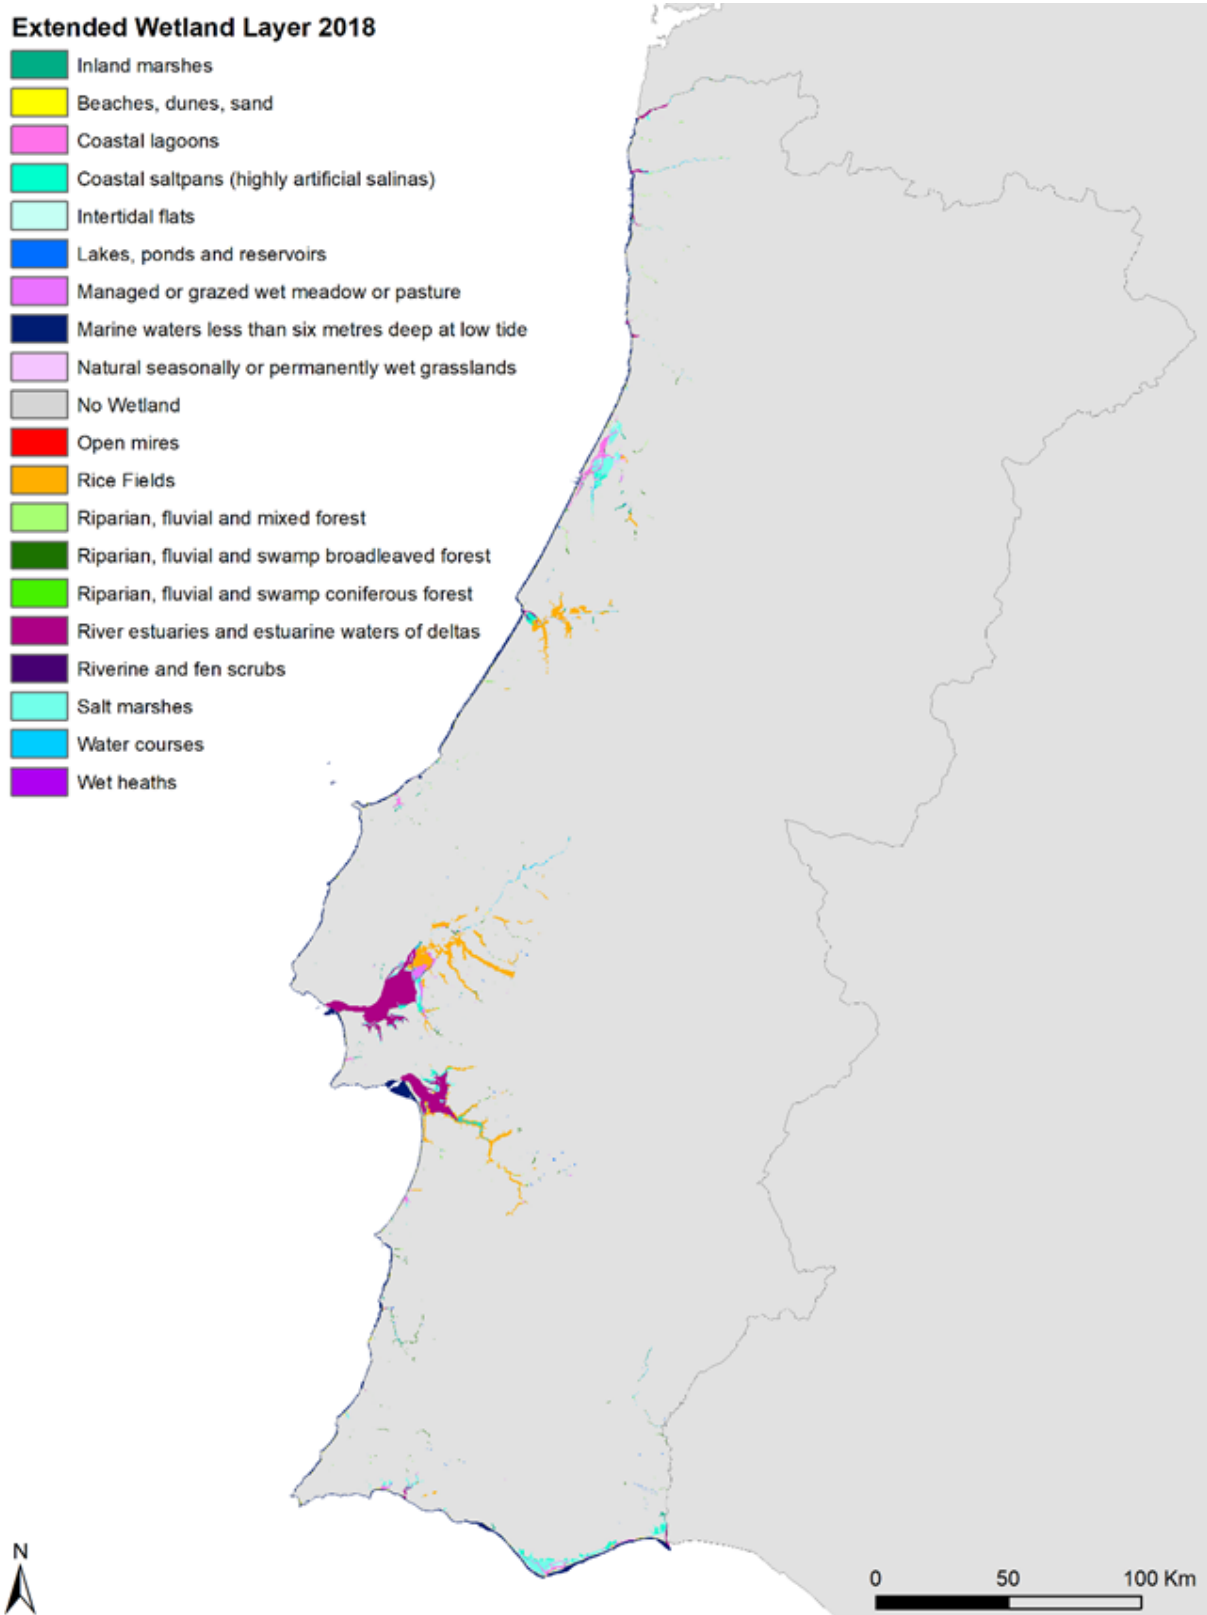 Extended Wetland Layer 2018
Inland marshes
Beaches, dunes, sand
Coastal lagoons
Coastal saltpans (highly artificial salinas)
Intertidal flats
Lakes, ponds and reservoirs
Managed or grazed wet meadow or pasture
Marine waters less than six metres deep at low tide
Natural seasonally or permanently wet grasslands
No Wetland
Open mires
Rice Fields
Riparian, fluvial and mixed forest
Riparian, fluvial and swamp broadleaved forest
Riparian, fluvial and swamp coniferous forest
River estuaries and estuarine waters of deltas
Riverine and fen scrubs
Salt marshes
Water courses
Wet heaths
N
0 50 100 Km